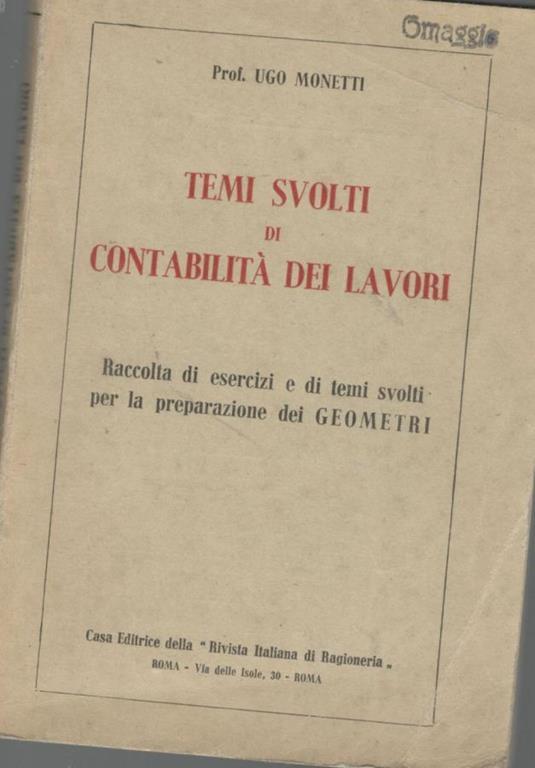 Omaggio
Prof. UGO MONETTI
TEMI SVOLTI
DI
CONTABILITÀ DEI LAVORI
Raccolta di esercizi e di temi svolti
per la preparazione dei GEOMETRI
Casa Editrice della “ Rivista Italiana di Ragioneria „
ROMA - Via delle Isole, 30 - ROMA